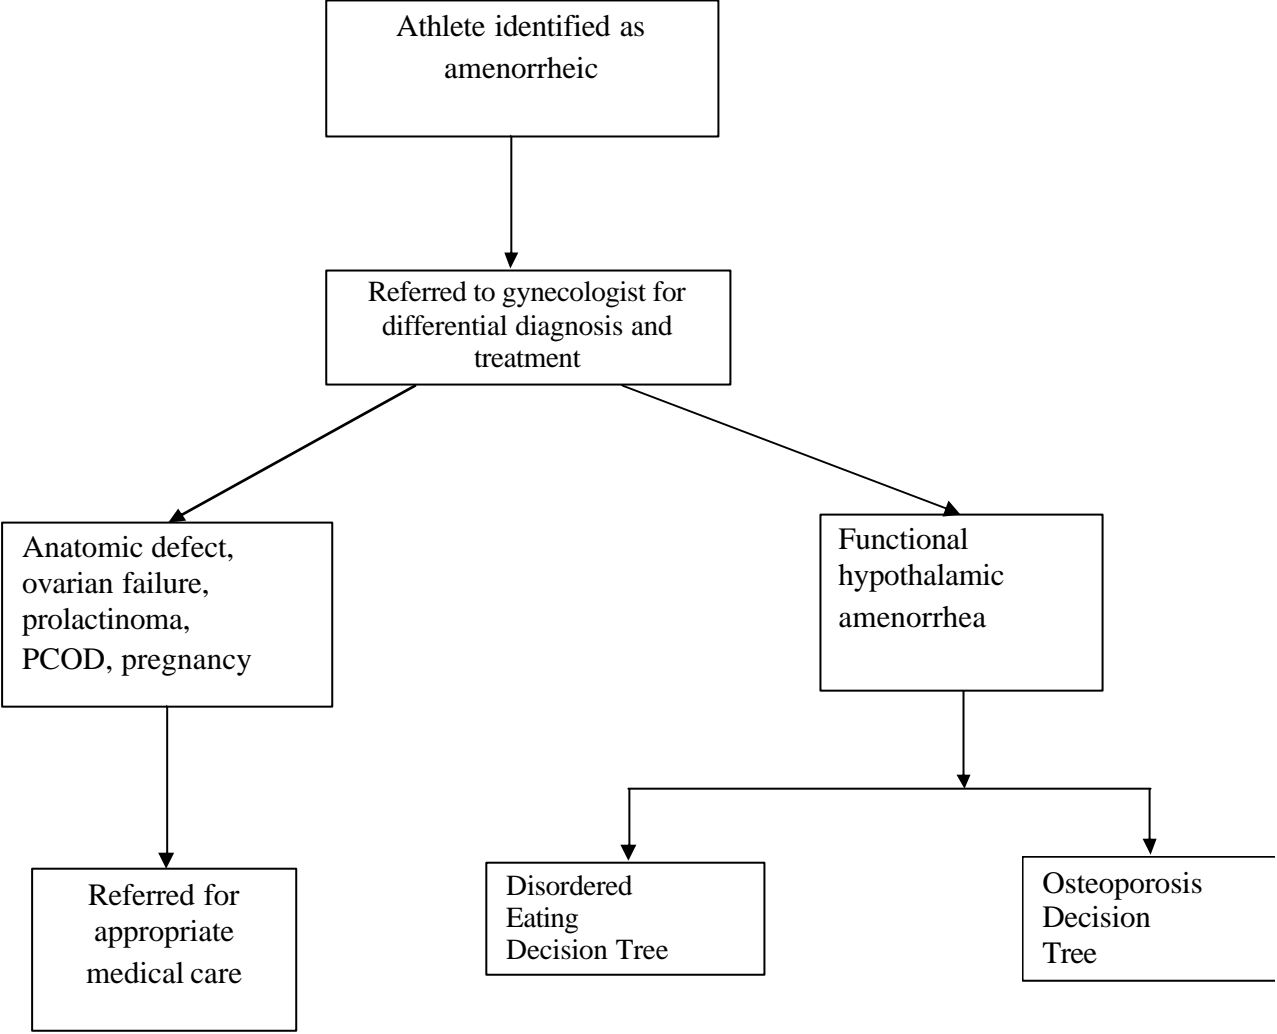 Athlete identified as
amenorrheic
Referred to gynecologist for
differential diagnosis and
treatment
Anatomic defect,
ovarian failure,
prolactinoma,
PCOD, pregnancy
Functional
hypothalamic
amenorrhea
Referred for
appropriate
medical care
Disordered
Eating
Decision Tree
Osteoporosis
Decision
Tree